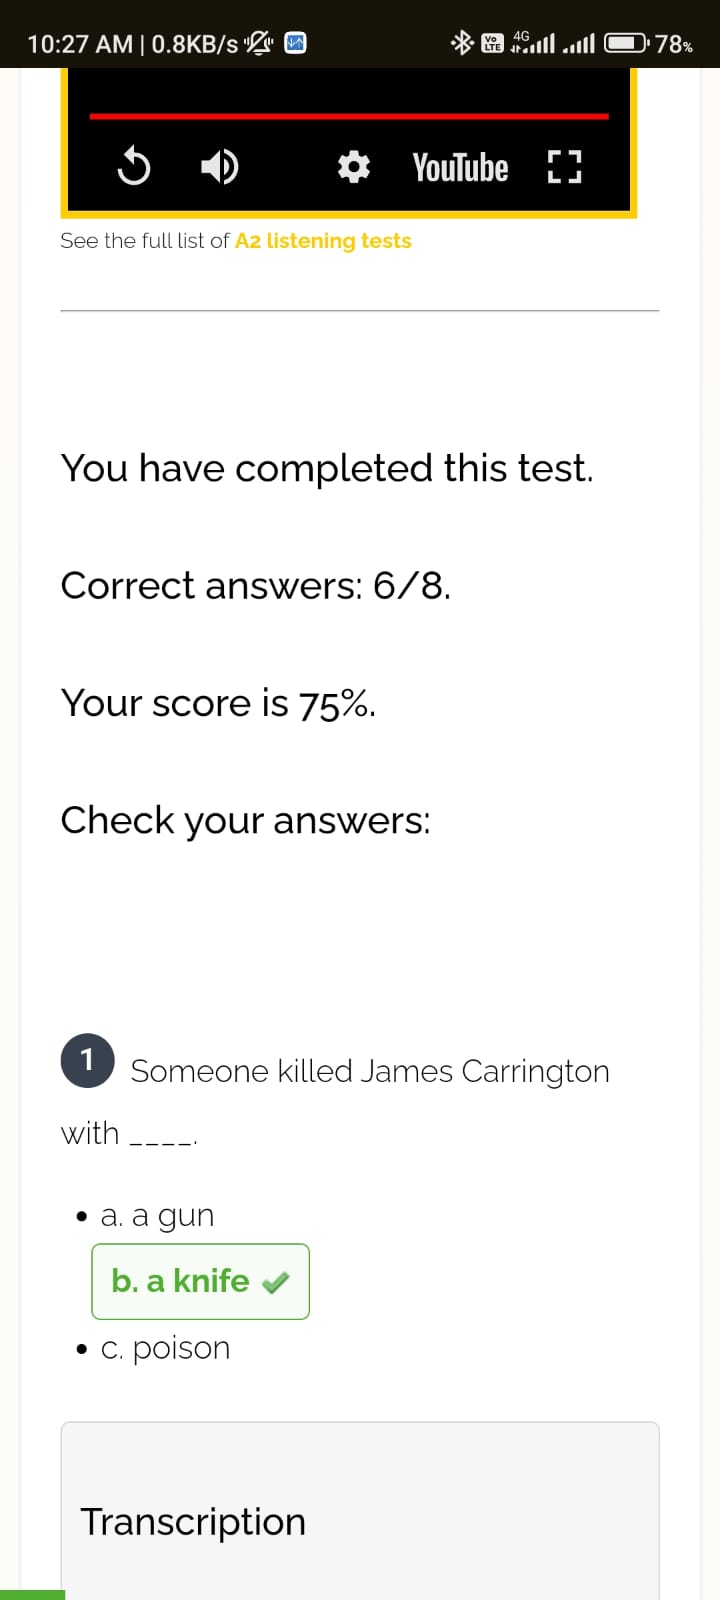 10:27 AM | 0.8KB/s Vo LTE 4G 78%
YouTube
See the full list of A2 listening tests
You have completed this test.
Correct answers: 6/8.
Your score is 75%.
Check your answers:
1 Someone killed James Carrington
with ____.
• a. a gun
b. a knife
• c. poison
Transcription